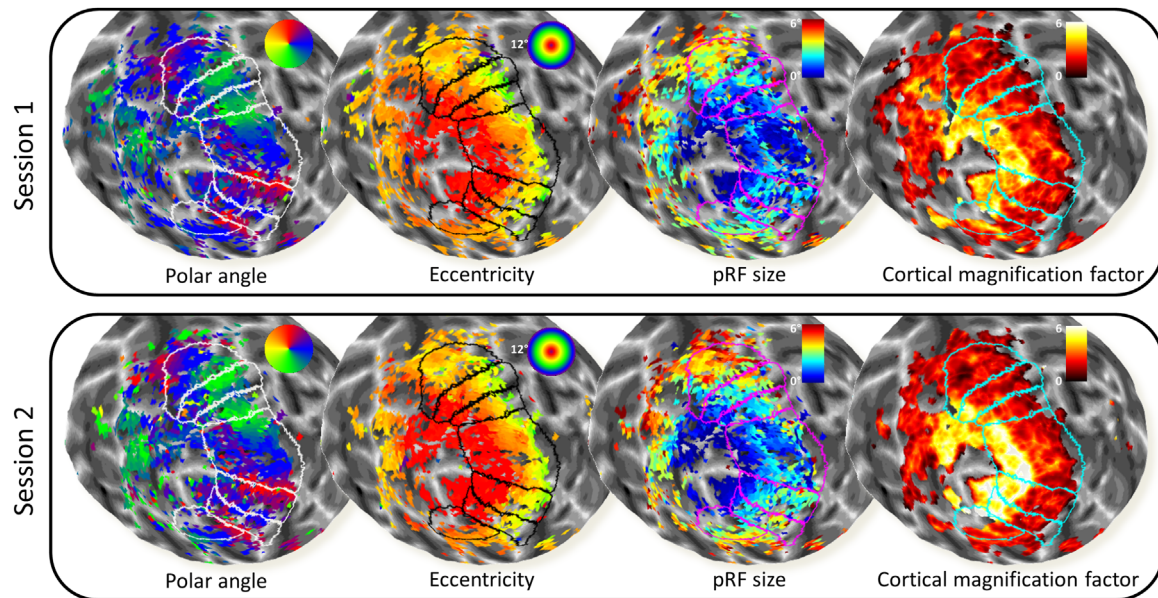 Session 1
12°
6
0
6
0
Polar angle
Eccentricity
pRF size
Cortical magnification factor
Session 2
12°
6
0
6
0
Polar angle
Eccentricity
pRF size
Cortical magnification factor